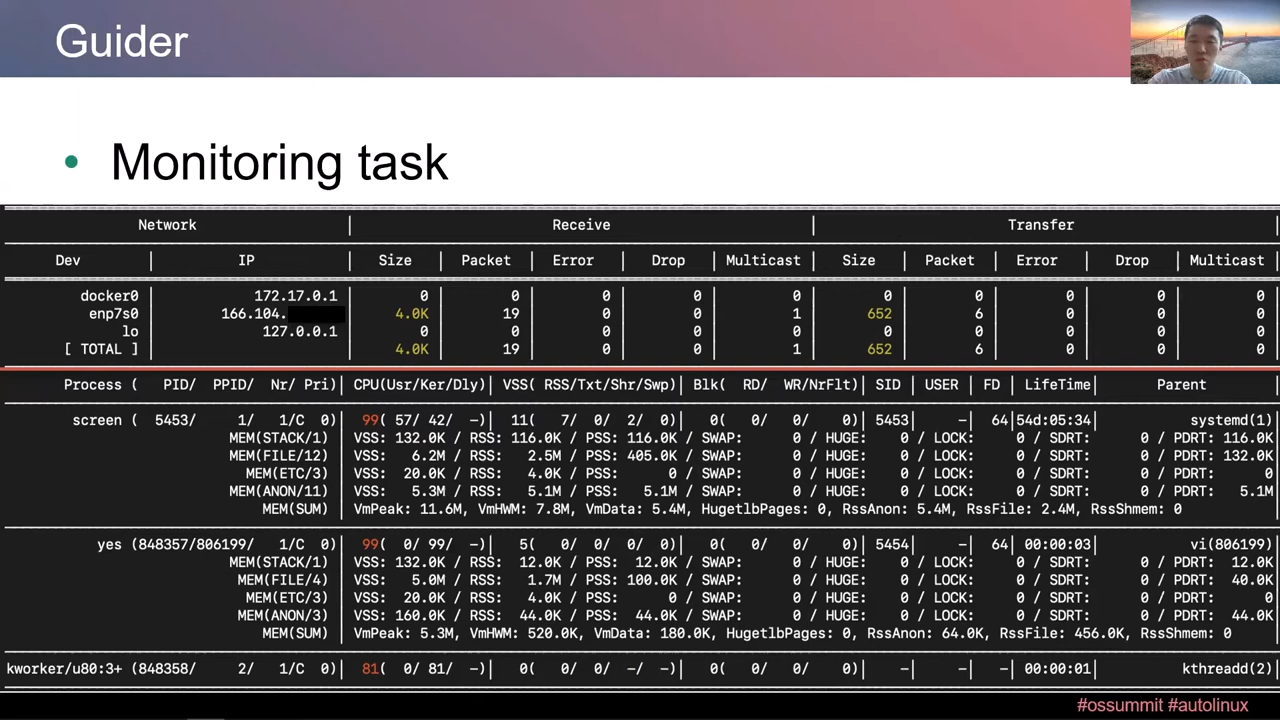 Guider
• Monitoring task
Network | Receive | Transfer |
Dev | IP | Size | Packet | Error | Drop | Multicast | Size | Packet | Error | Drop | Multicast |
docker0 | 172.17.0.1 | 0 | 0 | 0 | 0 | 0 | 0 | 0 | 0 | 0 | 0 |
enp7s0 | 166.104. | 4.0K | 19 | 0 | 0 | 1 | 652 | 6 | 0 | 0 | 0 |
lo | 127.0.0.1 | 0 | 0 | 0 | 0 | 0 | 0 | 0 | 0 | 0 | 0 |
[ TOTAL ] | | 4.0K | 19 | 0 | 0 | 1 | 652 | 6 | 0 | 0 | 0 |
Process ( PID/ PPID/ Nr/ Pri)| CPU(Usr/Ker/Dly)| VSS( RSS/Txt/Shr/Swp)| Blk( RD/ WR/NrFlt)| SID | USER | FD | LifeTime| Parent |
screen ( 5453/ 1/ 1/C 0)| 99( 57/ 42/ -)| 11( 7/ 0/ 2/ 0)| 0( 0/ 0/ 0)| 5453| -| 64|54d:05:34| systemd(1)|
MEM(STACK/1) | VSS: 132.0K / RSS: 116.0K / PSS: 116.0K / SWAP: 0 / HUGE: 0 / LOCK: 0 / SDRT: 0 / PDRT: 116.0K
MEM(FILE/12) | VSS: 6.2M / RSS: 2.5M / PSS: 405.0K / SWAP: 0 / HUGE: 0 / LOCK: 0 / SDRT: 0 / PDRT: 132.0K
MEM(ETC/3) | VSS: 20.0K / RSS: 4.0K / PSS: 0 / SWAP: 0 / HUGE: 0 / LOCK: 0 / SDRT: 0 / PDRT: 0
MEM(ANON/11) | VSS: 5.3M / RSS: 5.1M / PSS: 5.1M / SWAP: 0 / HUGE: 0 / LOCK: 0 / SDRT: 0 / PDRT: 5.1M
MEM(SUM) | VmPeak: 11.6M, VmHWM: 7.8M, VmData: 5.4M, HugetlbPages: 0, RssAnon: 5.4M, RssFile: 2.4M, RssShmem: 0
yes (848357/806199/ 1/C 0)| 99( 0/ 99/ -)| 5( 0/ 0/ 0/ 0)| 0( 0/ 0/ 0)| 5454| -| 64| 00:00:03| vi(806199)|
MEM(STACK/1) | VSS: 132.0K / RSS: 12.0K / PSS: 12.0K / SWAP: 0 / HUGE: 0 / LOCK: 0 / SDRT: 0 / PDRT: 12.0K
MEM(FILE/4) | VSS: 5.0M / RSS: 1.7M / PSS: 100.0K / SWAP: 0 / HUGE: 0 / LOCK: 0 / SDRT: 0 / PDRT: 40.0K
MEM(ETC/3) | VSS: 20.0K / RSS: 4.0K / PSS: 0 / SWAP: 0 / HUGE: 0 / LOCK: 0 / SDRT: 0 / PDRT: 0
MEM(ANON/3) | VSS: 160.0K / RSS: 44.0K / PSS: 44.0K / SWAP: 0 / HUGE: 0 / LOCK: 0 / SDRT: 0 / PDRT: 44.0K
MEM(SUM) | VmPeak: 5.3M, VmHWM: 520.0K, VmData: 180.0K, HugetlbPages: 0, RssAnon: 64.0K, RssFile: 456.0K, RssShmem: 0
kworker/u80:3+ (848358/ 2/ 1/C 0)| 81( 0/ 81/ -)| 0( 0/ 0/ -/ -)| 0( 0/ 0/ 0)| -| -| -| 00:00:01| kthreadd(2)|
#ossummit #autolinux